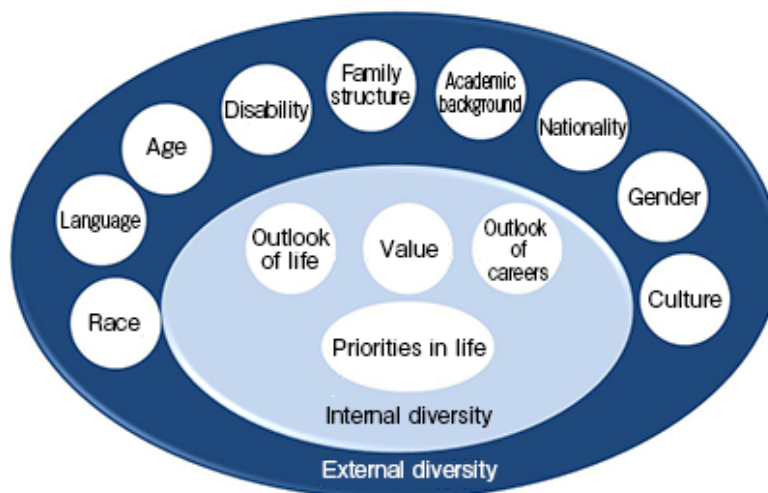 Family
structure
Academic
background
Disability
Nationality
Age
Gender
Language
Culture
Race
Outlook
of life
Value
Outlook
of
careers
Priorities in life
Internal diversity
External diversity